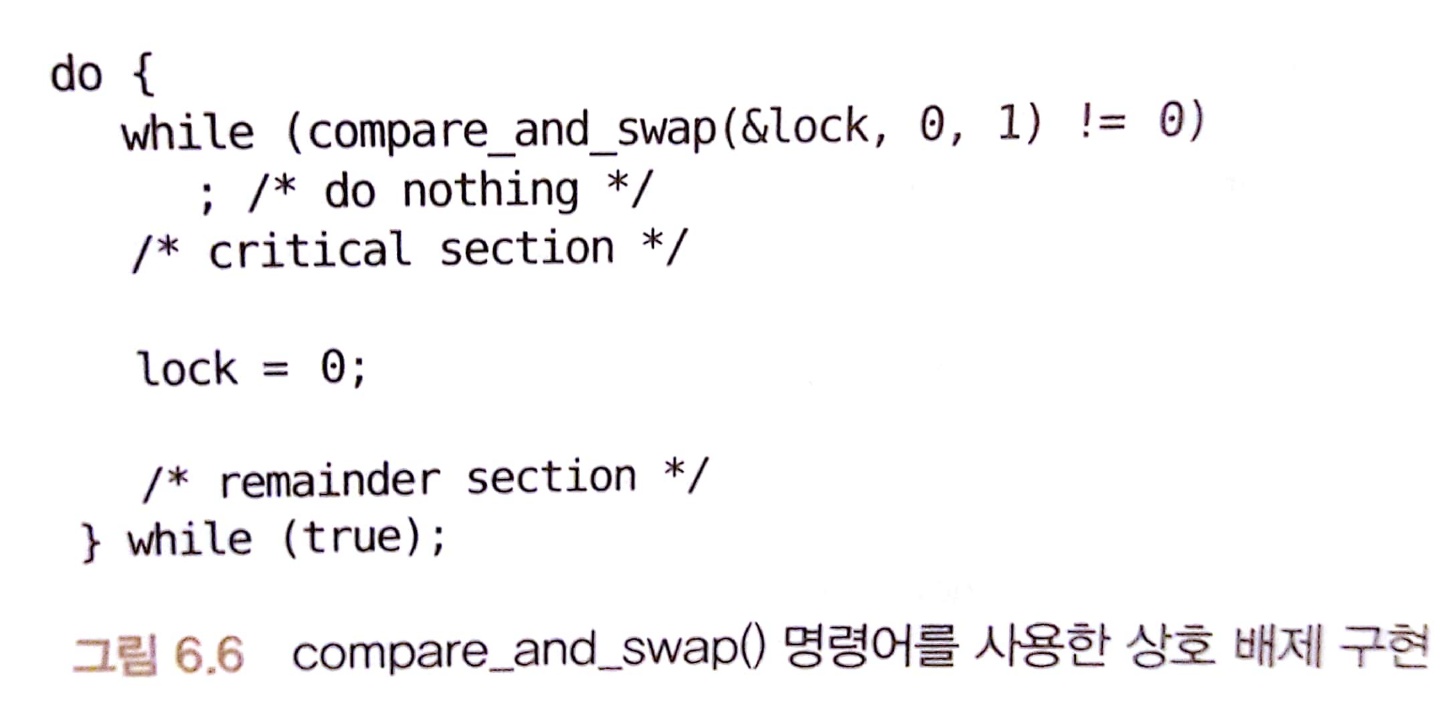 do {
while (compare_and_swap(&lock, 0, 1) != 0)
; /* do nothing */
/* critical section */
lock = 0;
/* remainder section */
} while (true);
그림 6.6 compare_and_swap() 명령어를 사용한 상호 배제 구현